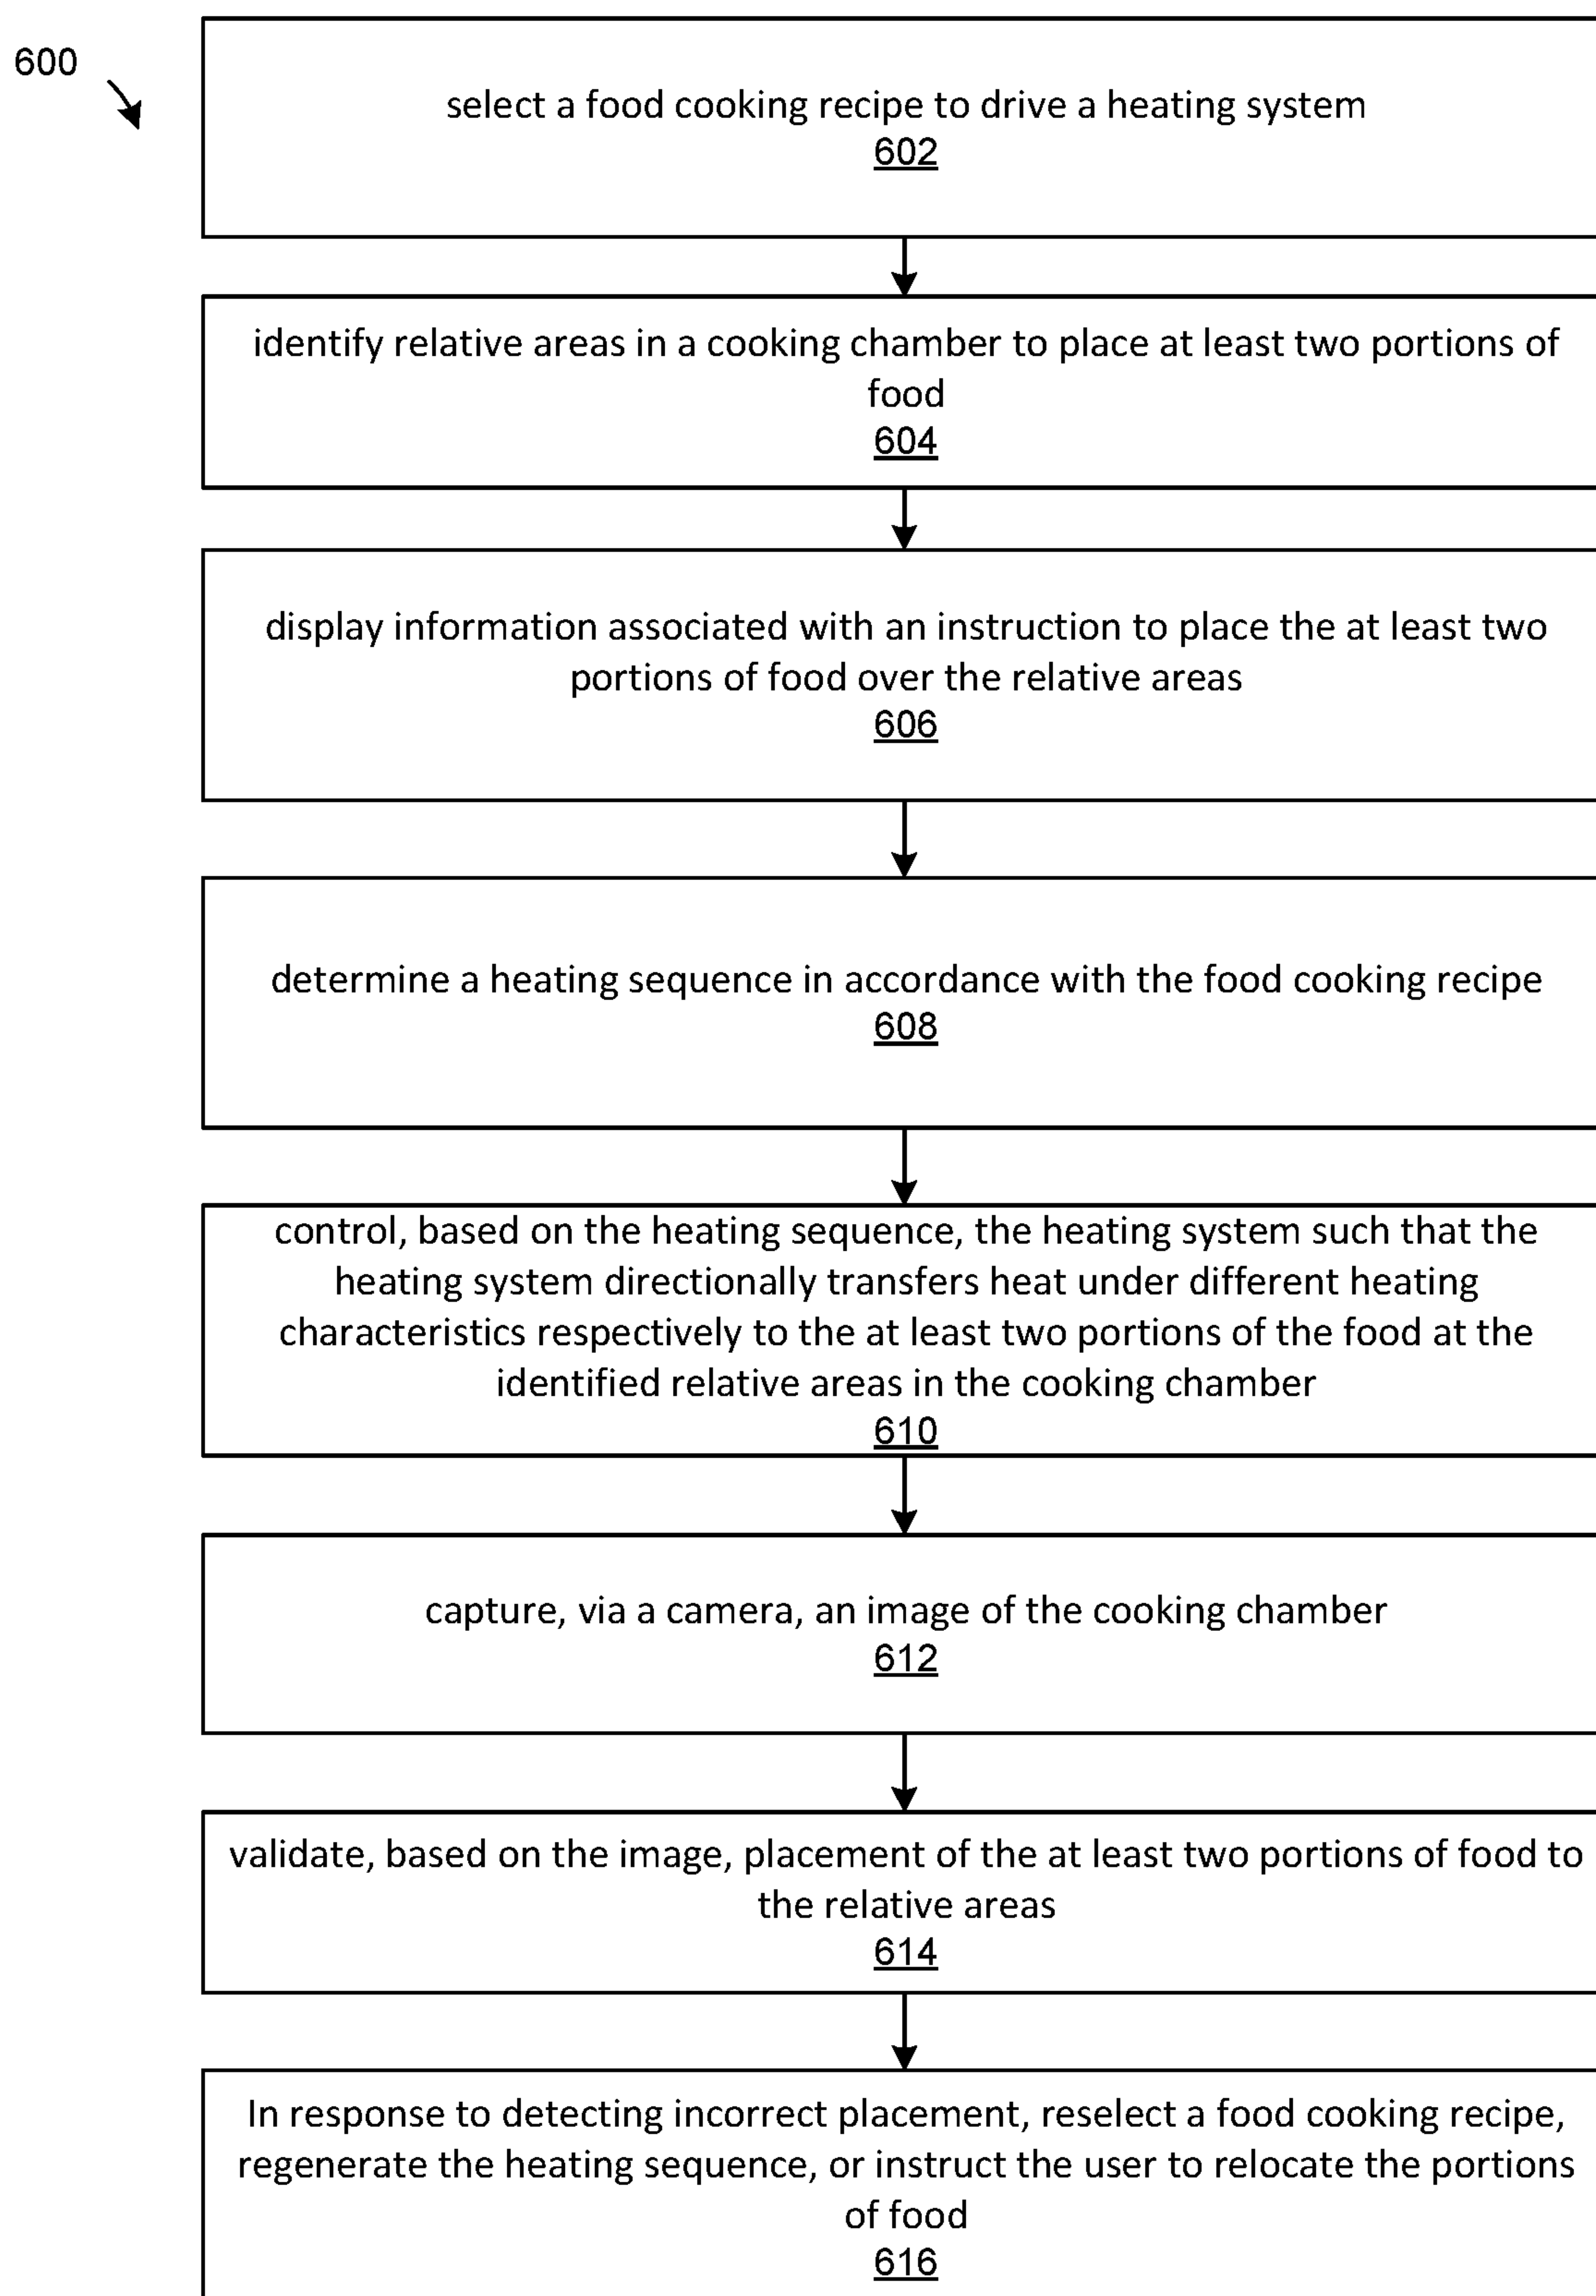 600
select a food cooking recipe to drive a heating system
602
identify relative areas in a cooking chamber to place at least two portions of
food
604
display information associated with an instruction to place the at least two
portions of food over the relative areas
606
determine a heating sequence in accordance with the food cooking recipe
608
control, based on the heating sequence, the heating system such that the
heating system directionally transfers heat under different heating
characteristics respectively to the at least two portions of the food at the
identified relative areas in the cooking chamber
610
capture, via a camera, an image of the cooking chamber
612
validate, based on the image, placement of the at least two portions of food to
the relative areas
614
In response to detecting incorrect placement, reselect a food cooking recipe,
regenerate the heating sequence, or instruct the user to relocate the portions
of food
616